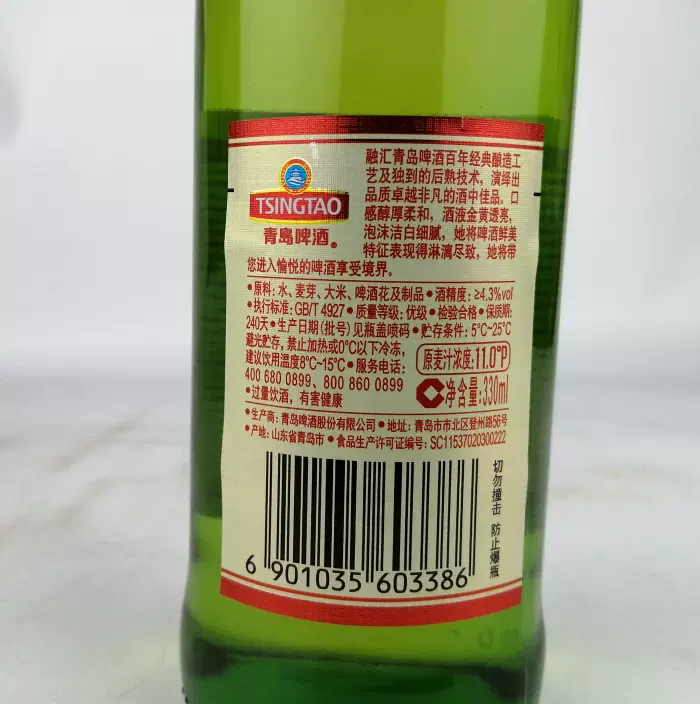 融汇青岛啤酒百年经典酿造工
艺及独到的后熟技术，演绎出
品质卓越非凡的酒中佳品。口
感醇厚柔和，酒液金黄透亮，
泡沫洁白细腻，她将啤酒鲜美
特征表现得淋漓尽致，她将带
您进入愉悦的啤酒享受境界。
TSINGTAO
青岛啤酒®
●原料：水、麦芽、大米、啤酒花及制品●酒精度：≥4.3%vol
●执行标准：GB/T 4927●质量等级：优级●检验合格●保质期：
240天●生产日期（批号）见瓶盖喷码●贮存条件：5°C~25°C
避光贮存，禁止加热或0°C以下冷冻，
建议饮用温度8°C~15°C●服务电话：
400 680 0899、800 860 0899
●过量饮酒，有害健康
原麦汁浓度：11.0°P
净含量：330ml
●生产商：青岛啤酒股份有限公司●地址：青岛市市北区登州路56号
●产地：山东省青岛市●食品生产许可证编号：SC11537020300222
6 901035 603386
切勿撞击 防止爆瓶